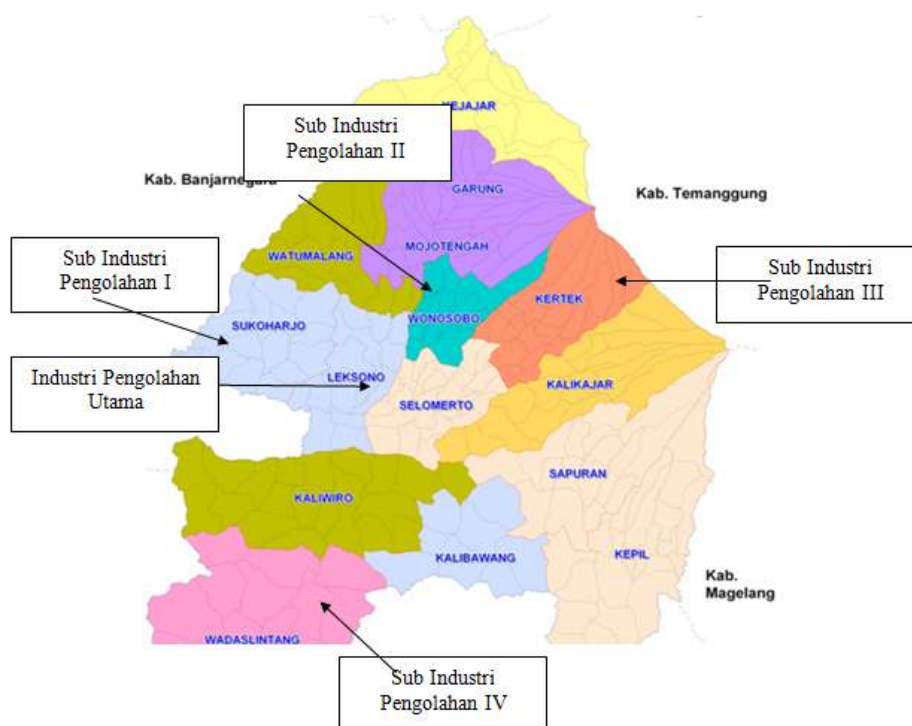 KEJAJAR
Sub Industri
Pengolahan II
Kab. Banjarnegara
GARUNG
Kab. Temanggung
MOJOTENGAH
WATUMALANG
Sub Industri
Pengolahan I
Sub Industri
Pengolahan III
KERTEK
WONOSOBO
SUKOHARJO
LEKSONO
Industri Pengolahan
Utama
KALIKAJAR
SELOMERTO
SAPURAN
KALIWIRO
KALIBAWANG
KEPIL
Kab.
Magelang
WADASLINTANG
Sub Industri
Pengolahan IV